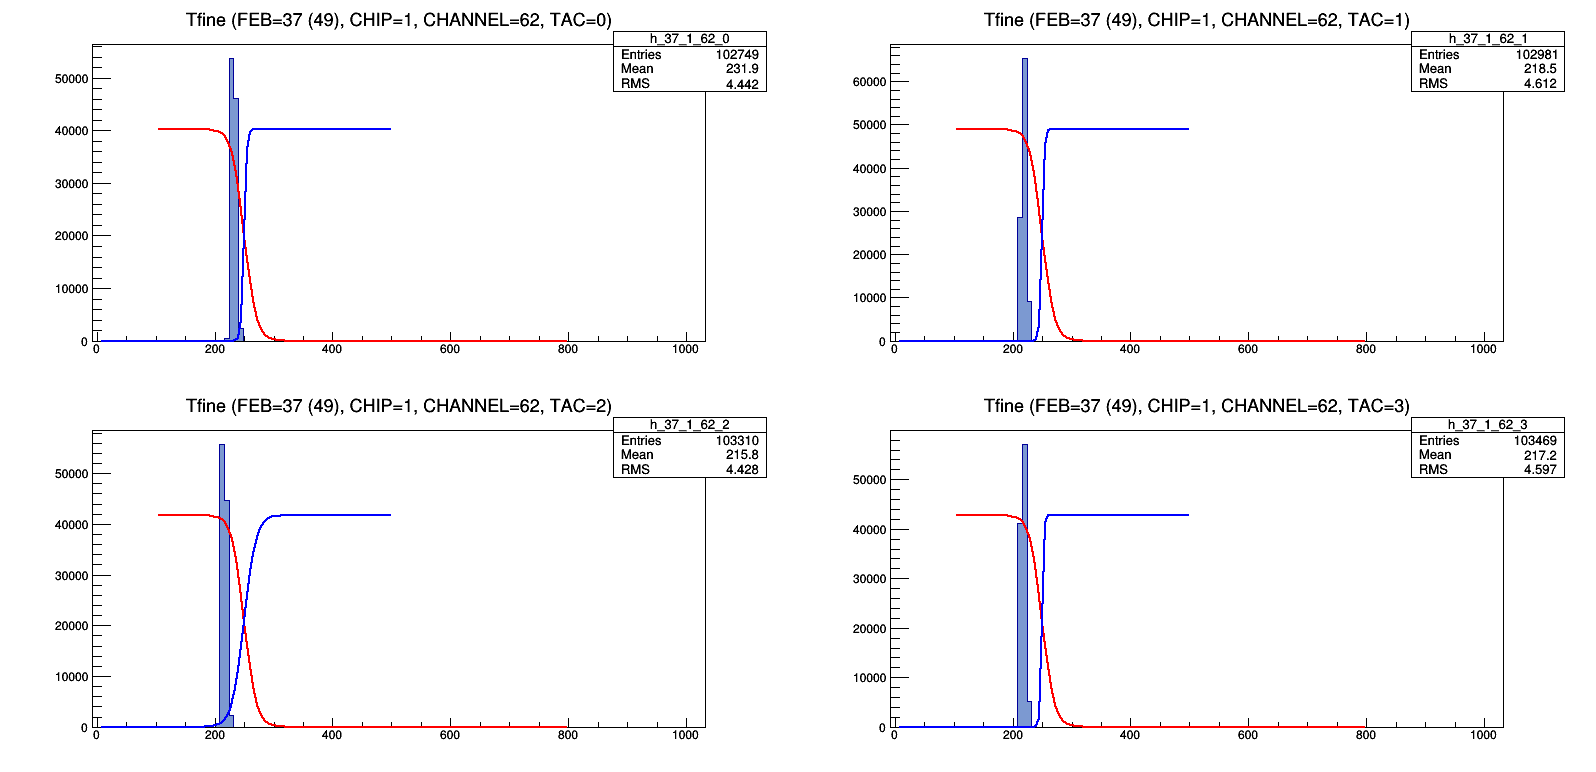 Tfine (FEB=37 (49), CHIP=1, CHANNEL=62, TAC=0)
h_37_1_62_0
Entries 102749
Mean 231.9
RMS 4.442
50000
40000
30000
20000
10000
0
0 200 400 600 800 1000
Tfine (FEB=37 (49), CHIP=1, CHANNEL=62, TAC=1)
h_37_1_62_1
Entries 102981
Mean 218.5
RMS 4.612
60000
50000
40000
30000
20000
10000
0
0 200 400 600 800 1000
Tfine (FEB=37 (49), CHIP=1, CHANNEL=62, TAC=2)
h_37_1_62_2
Entries 103310
Mean 215.8
RMS 4.428
50000
40000
30000
20000
10000
0
0 200 400 600 800 1000
Tfine (FEB=37 (49), CHIP=1, CHANNEL=62, TAC=3)
h_37_1_62_3
Entries 103469
Mean 217.2
RMS 4.597
50000
40000
30000
20000
10000
0
0 200 400 600 800 1000